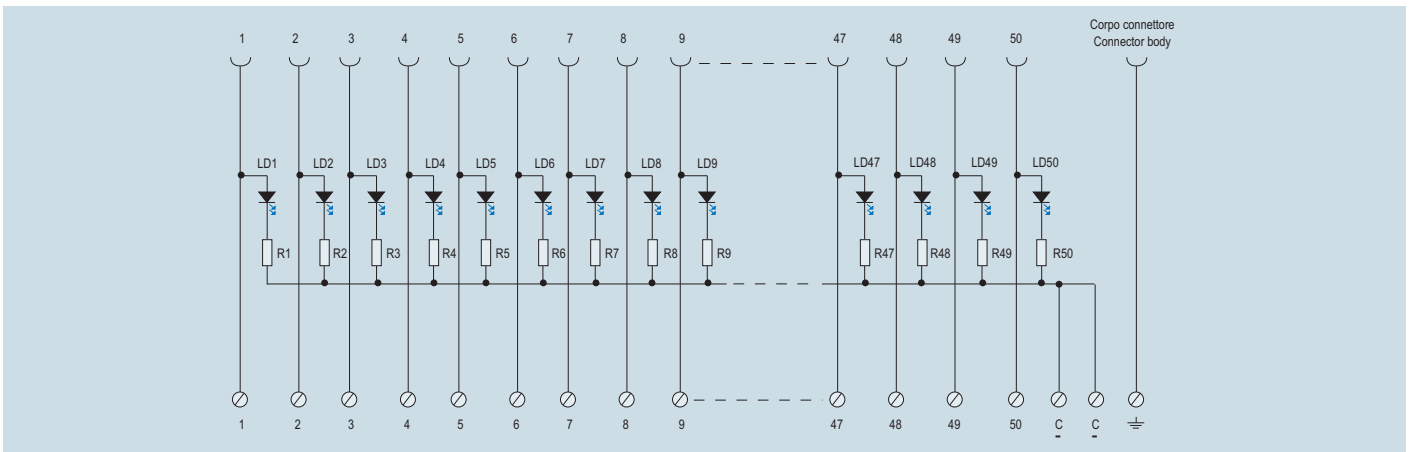 Corpo connettore
Connector body
1 2 3 4 5 6 7 8 9 47 48 49 50
LD1 LD2 LD3 LD4 LD5 LD6 LD7 LD8 LD9 LD47 LD48 LD49 LD50
R1 R2 R3 R4 R5 R6 R7 R8 R9 R47 R48 R49 R50
1 2 3 4 5 6 7 8 9 47 48 49 50 C C
- -